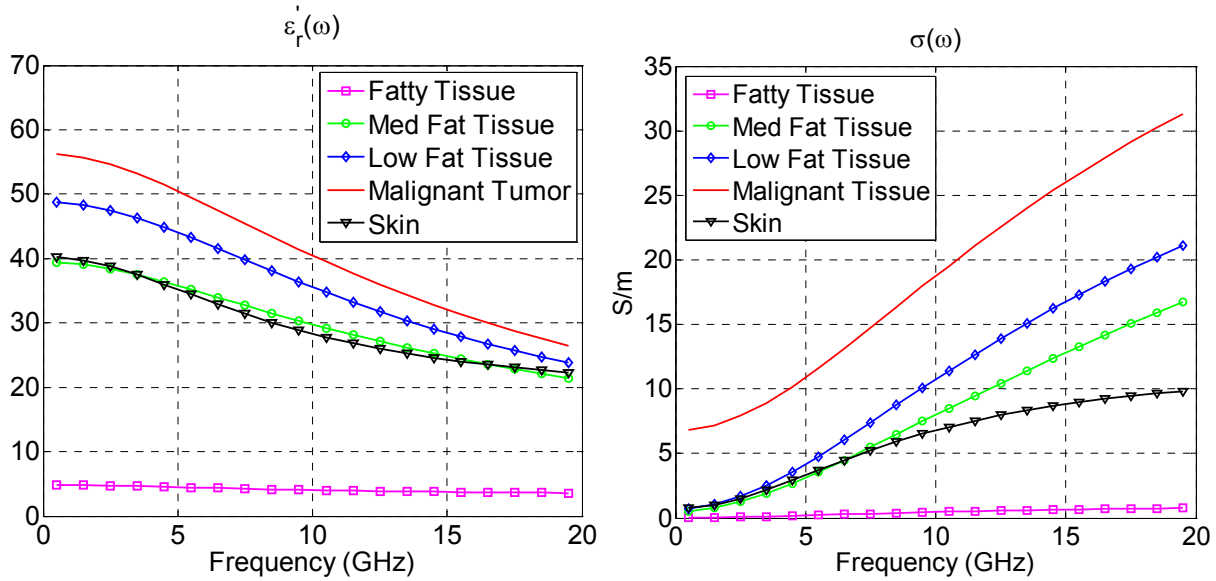 ε'r(ω)
70
60
50
40
30
20
10
0
0 5 10 15 20
Frequency (GHz)
Fatty Tissue
Med Fat Tissue
Low Fat Tissue
Malignant Tumor
Skin
σ(ω)
S/m
35
30
25
20
15
10
5
0
0 5 10 15 20
Frequency (GHz)
Fatty Tissue
Med Fat Tissue
Low Fat Tissue
Malignant Tissue
Skin